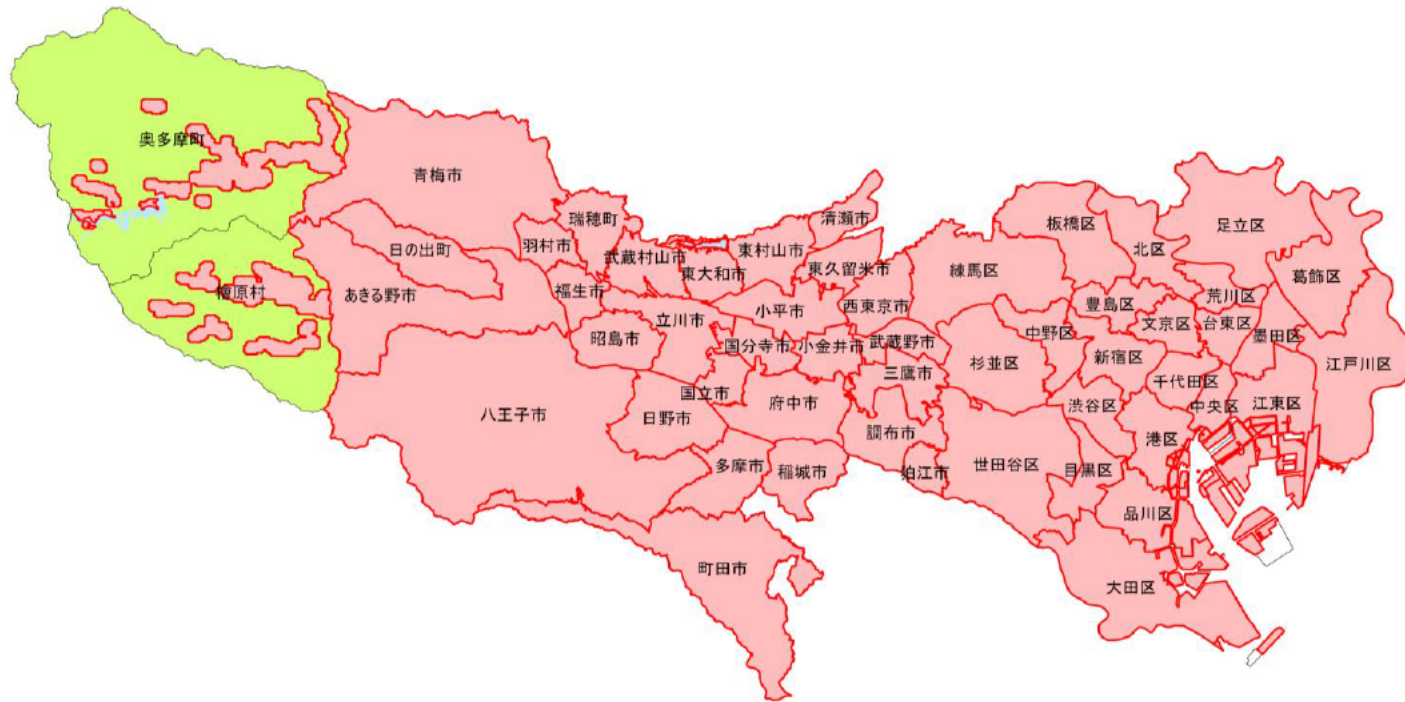 奥多摩町
青梅市
瑞穂町
清瀬市
板橋区
足立区
日の出町
羽村市
武蔵村山市
東村山市
東大和市
東久留米市
練馬区
北区
葛飾区
檜原村
あきる野市
福生市
立川市
小平市
西東京市
豊島区
文京区
荒川区
台東区
墨田区
昭島市
国分寺市
小金井市
武蔵野市
三鷹市
杉並区
中野区
新宿区
千代田区
江戸川区
八王子市
日野市
国立市
府中市
調布市
渋谷区
港区
中央区
江東区
多摩市
稲城市
狛江市
世田谷区
目黒区
品川区
町田市
大田区